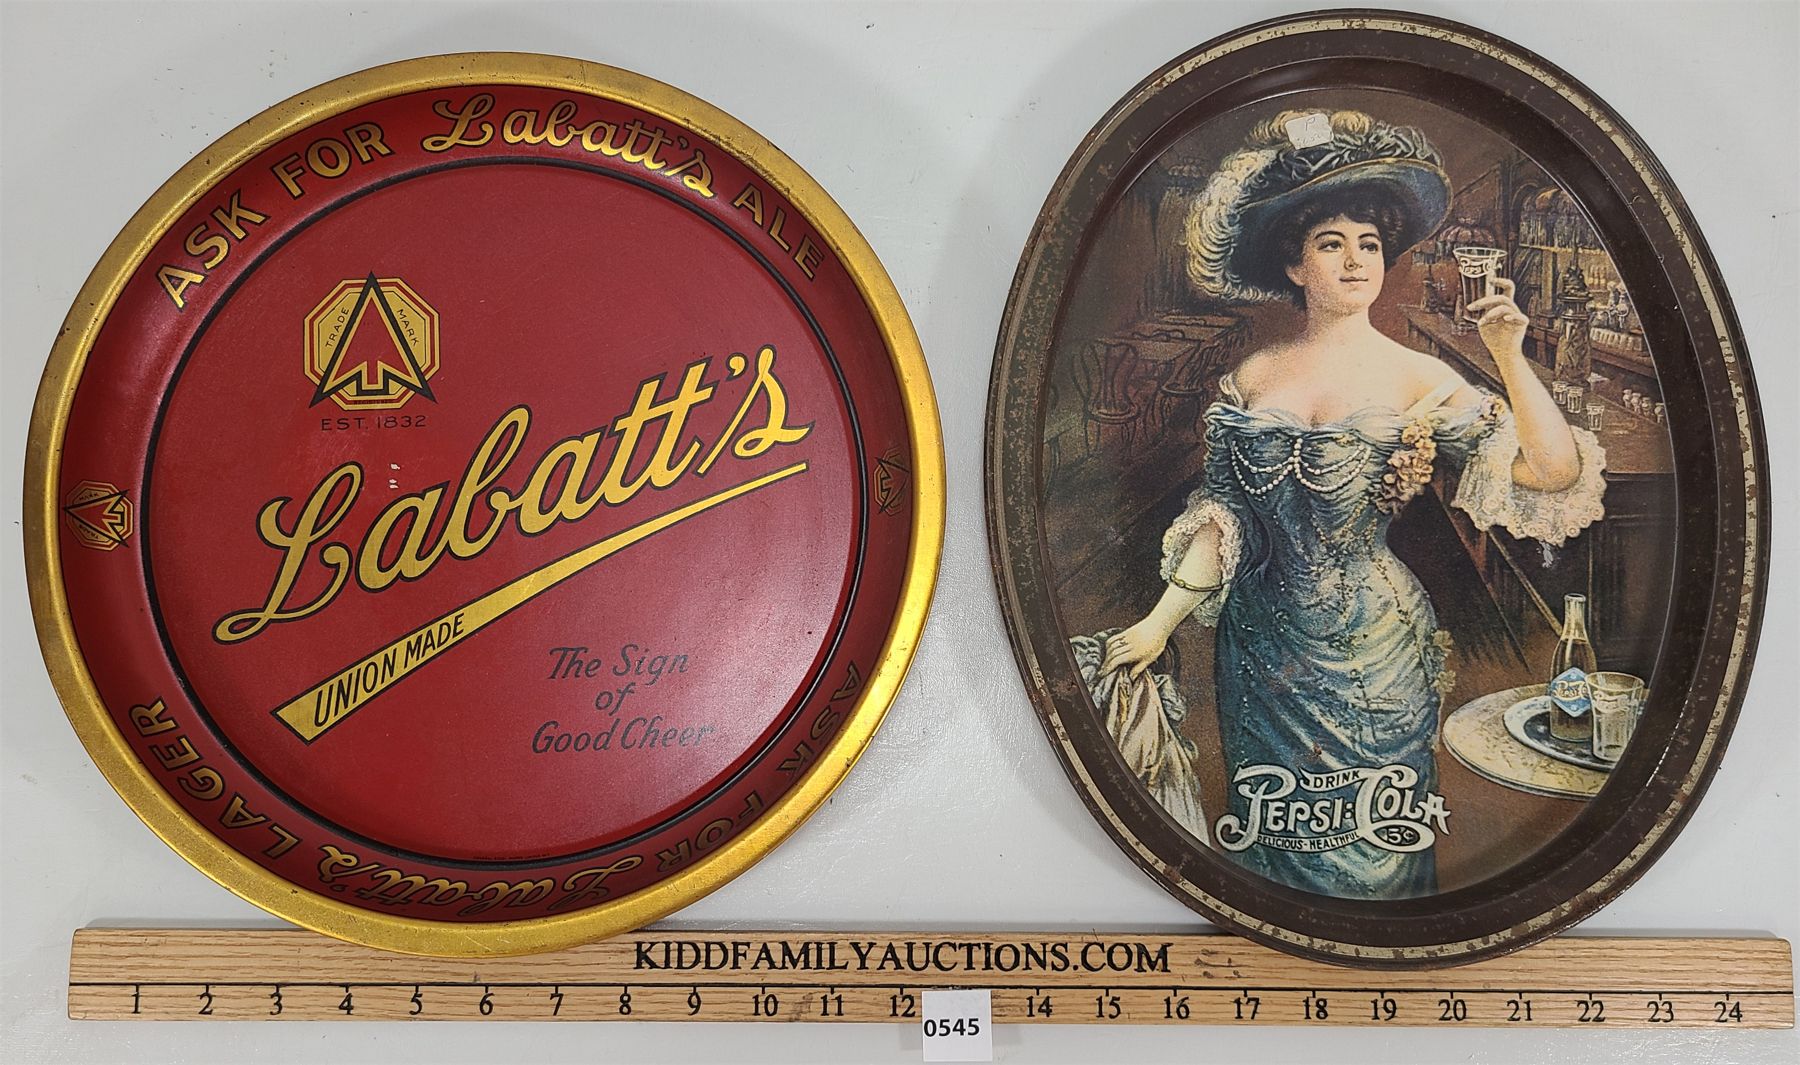 ASK FOR Labatt's ALE
TRADE MARK
EST. 1832
Labatt's
UNION MADE
The Sign
of
Good Cheer
ASK FOR Labatt's LAGER
Pepsi
Pepsi
DRINK
PEPSI:COLA
DELICIOUS-HEALTHFUL 5¢
KIDDFAMILYAUCTIONS.COM
1 2 3 4 5 6 7 8 9 10 11 12 14 15 16 17 18 19 20 21 22 23 24
0545